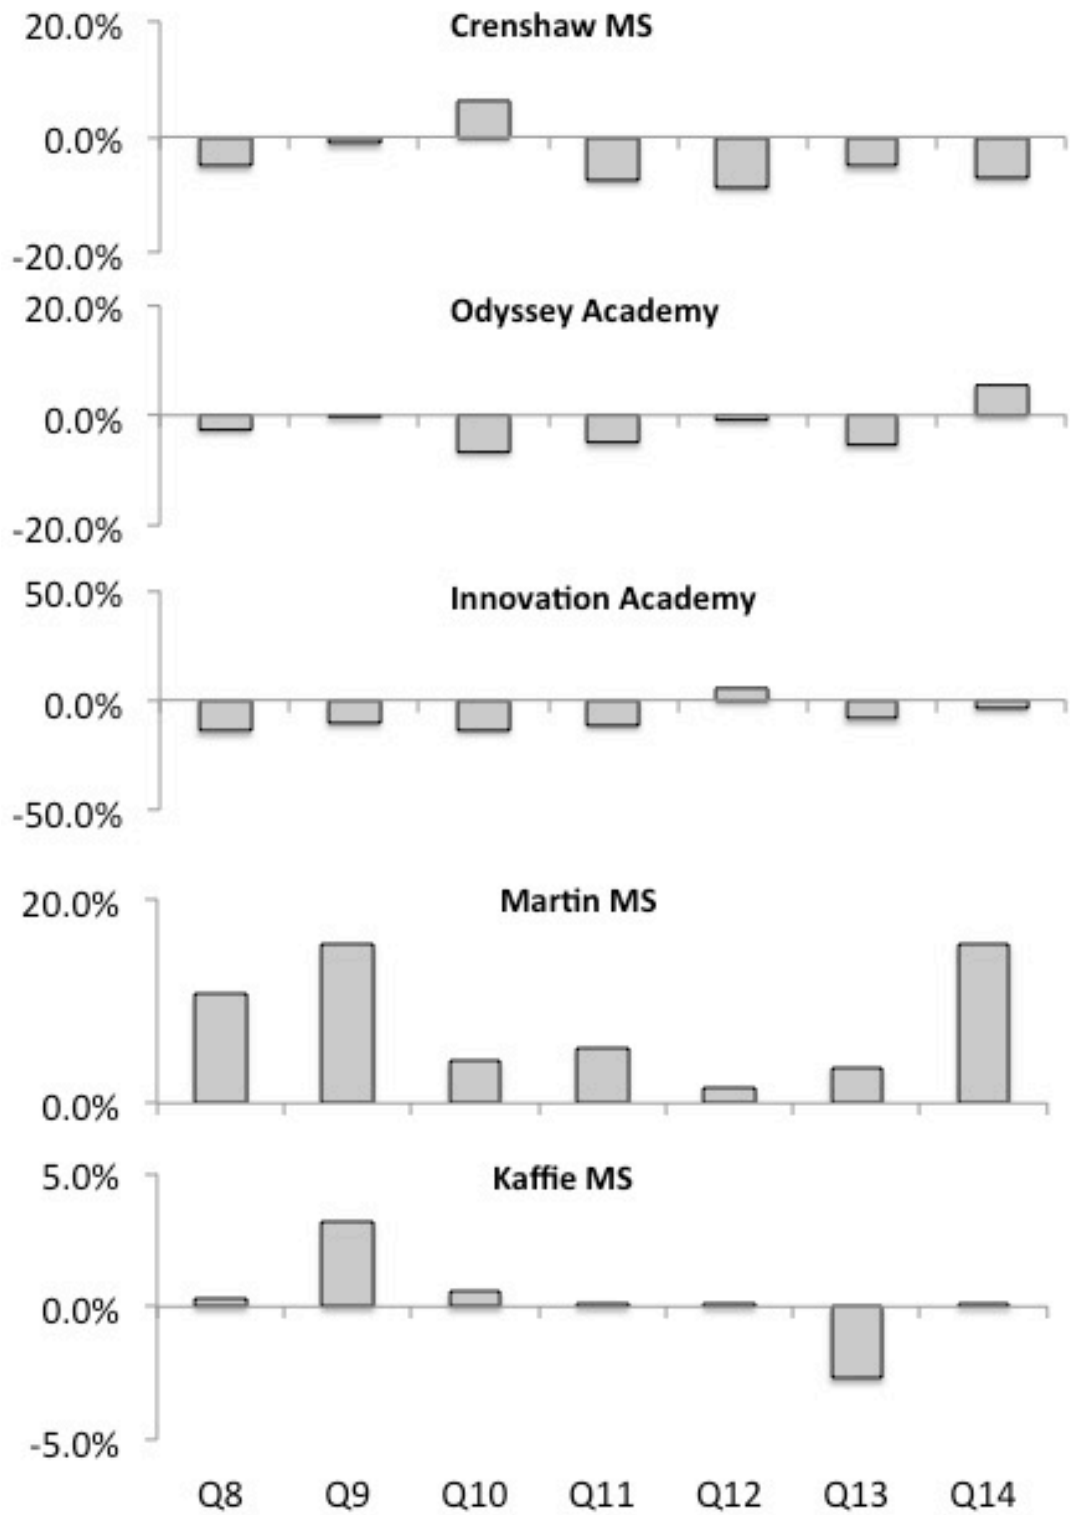 20.0%
Crenshaw MS
0.0%
-20.0%
20.0%
Odyssey Academy
0.0%
-20.0%
50.0%
Innovation Academy
0.0%
-50.0%
20.0%
Martin MS
0.0%
5.0%
Kaffie MS
0.0%
-5.0%
Q8 Q9 Q10 Q11 Q12 Q13 Q14